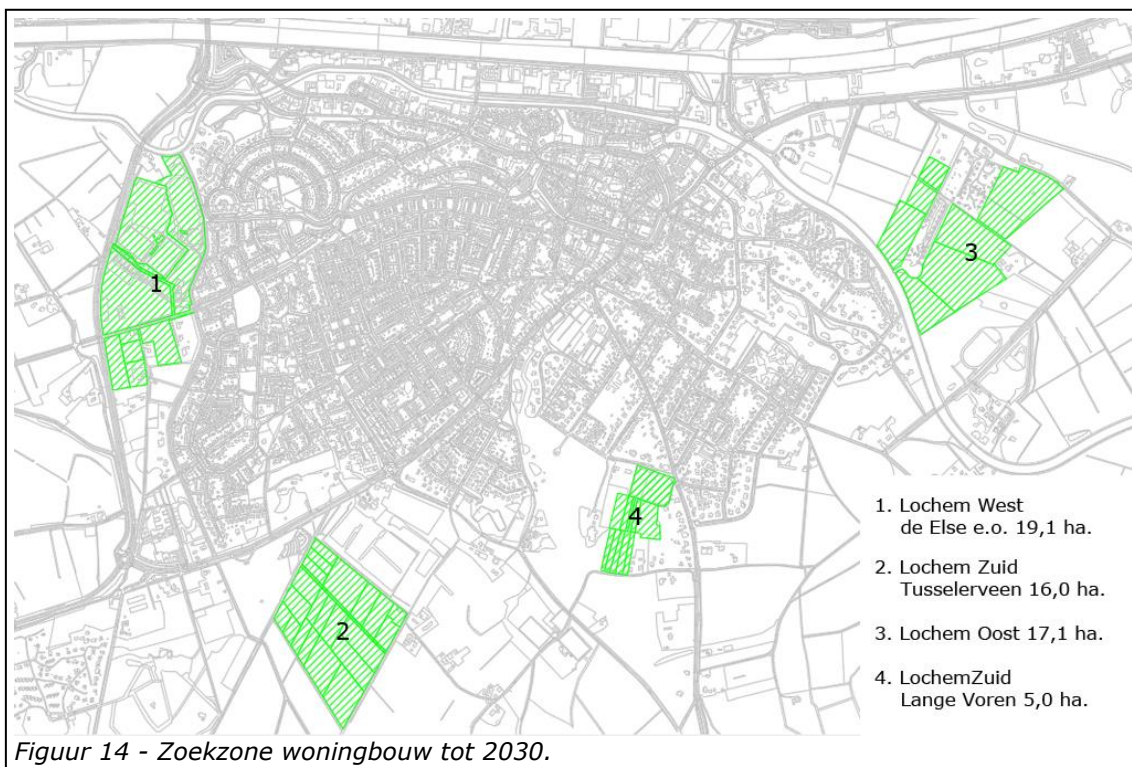 1
3
4
2
1. Lochem West
de Else e.o. 19,1 ha.
2. Lochem Zuid
Tusselerveen 16,0 ha.
3. Lochem Oost 17,1 ha.
4. LochemZuid
Lange Voren 5,0 ha.
Figuur 14 - Zoekzone woningbouw tot 2030.